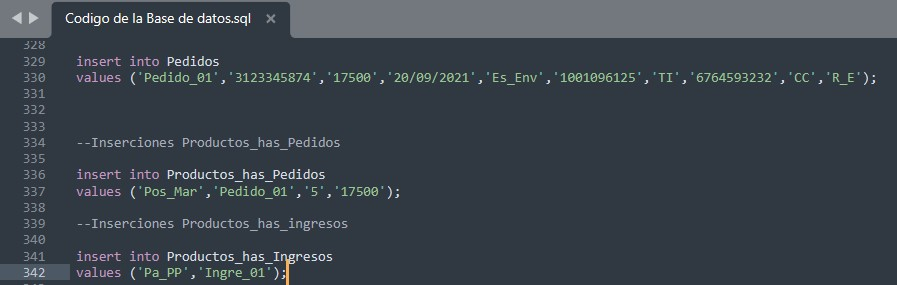 Codigo de la Base de datos.sql ×
328
329 insert into Pedidos
330 values ('Pedido_01','3123345874','17500','20/09/2021','Es_Env','1001096125','TI','6764593232','CC','R_E');
331
332
333
334 --Inserciones Productos_has_Pedidos
335
336 insert into Productos_has_Pedidos
337 values ('Pos_Mar','Pedido_01','5','17500');
338
339 --Inserciones Productos_has_ingresos
340
341 insert into Productos_has_Ingresos
342 values ('Pa_PP','Ingre_01');